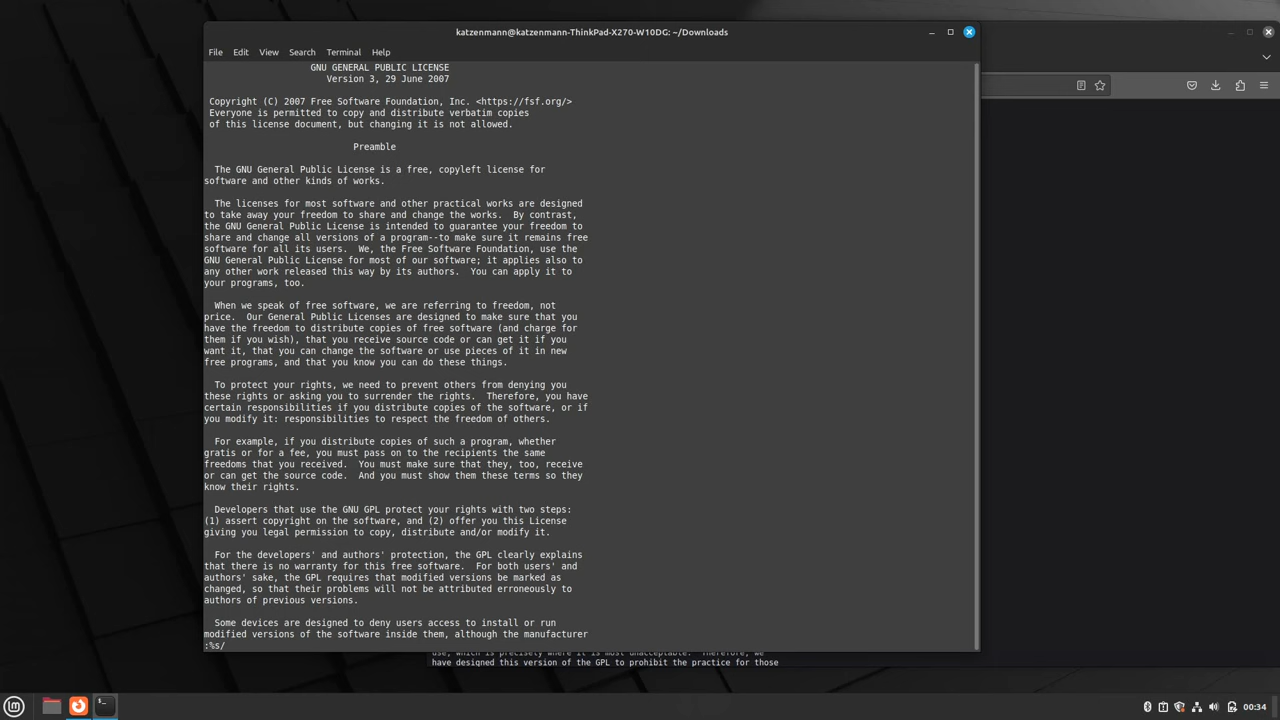 katzenmann@katzenmann-ThinkPad-X270-W10DG: ~/Downloads
File Edit View Search Terminal Help
GNU GENERAL PUBLIC LICENSE
Version 3, 29 June 2007
Copyright (C) 2007 Free Software Foundation, Inc. <https://fsf.org/>
Everyone is permitted to copy and distribute verbatim copies
of this license document, but changing it is not allowed.
Preamble
The GNU General Public License is a free, copyleft license for
software and other kinds of works.
The licenses for most software and other practical works are designed
to take away your freedom to share and change the works.  By contrast,
the GNU General Public License is intended to guarantee your freedom to
share and change all versions of a program--to make sure it remains free
software for all its users.  We, the Free Software Foundation, use the
GNU General Public License for most of our software; it applies also to
any other work released this way by its authors.  You can apply it to
your programs, too.
When we speak of free software, we are referring to freedom, not
price.  Our General Public Licenses are designed to make sure that you
have the freedom to distribute copies of free software (and charge for
them if you wish), that you receive source code or can get it if you
want it, that you can change the software or use pieces of it in new
free programs, and that you know you can do these things.
To protect your rights, we need to prevent others from denying you
these rights or asking you to surrender the rights.  Therefore, you have
certain responsibilities if you distribute copies of the software, or if
you modify it: responsibilities to respect the freedom of others.
For example, if you distribute copies of such a program, whether
gratis or for a fee, you must pass on to the recipients the same
freedoms that you received.  You must make sure that they, too, receive
or can get the source code.  And you must show them these terms so they
know their rights.
Developers that use the GNU GPL protect your rights with two steps:
(1) assert copyright on the software, and (2) offer you this License
giving you legal permission to copy, distribute and/or modify it.
For the developers' and authors' protection, the GPL clearly explains
that there is no warranty for this free software.  For both users' and
authors' sake, the GPL requires that modified versions be marked as
changed, so that their problems will not be attributed erroneously to
authors of previous versions.
Some devices are designed to deny users access to install or run
modified versions of the software inside them, although the manufacturer
:%s/
use, which is precisely where it is most unacceptable.  Therefore, we
have designed this version of the GPL to prohibit the practice for those
00:34